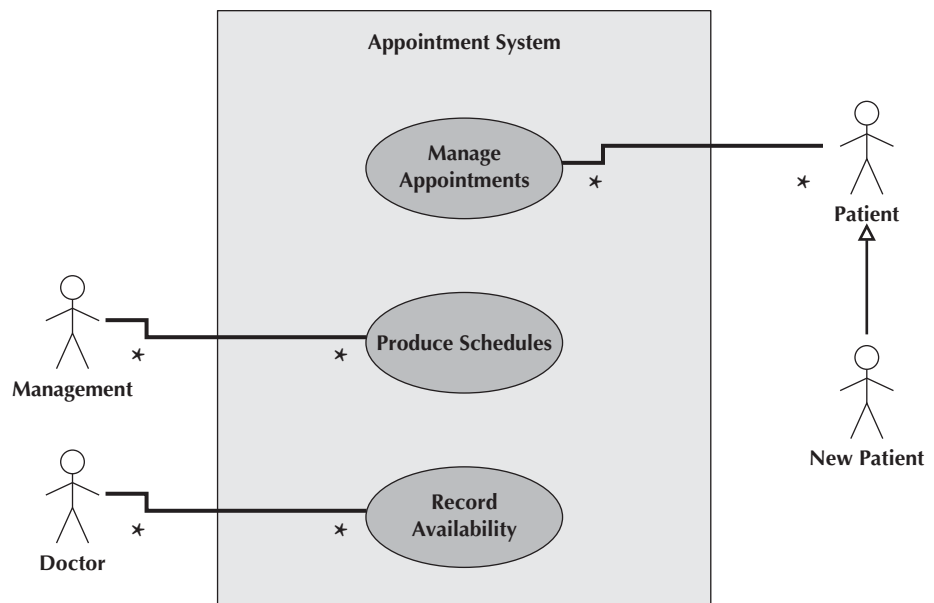 Appointment System
Manage
Appointments
*
*
Patient
Produce Schedules
*
*
Management
New Patient
Record
Availability
*
*
Doctor